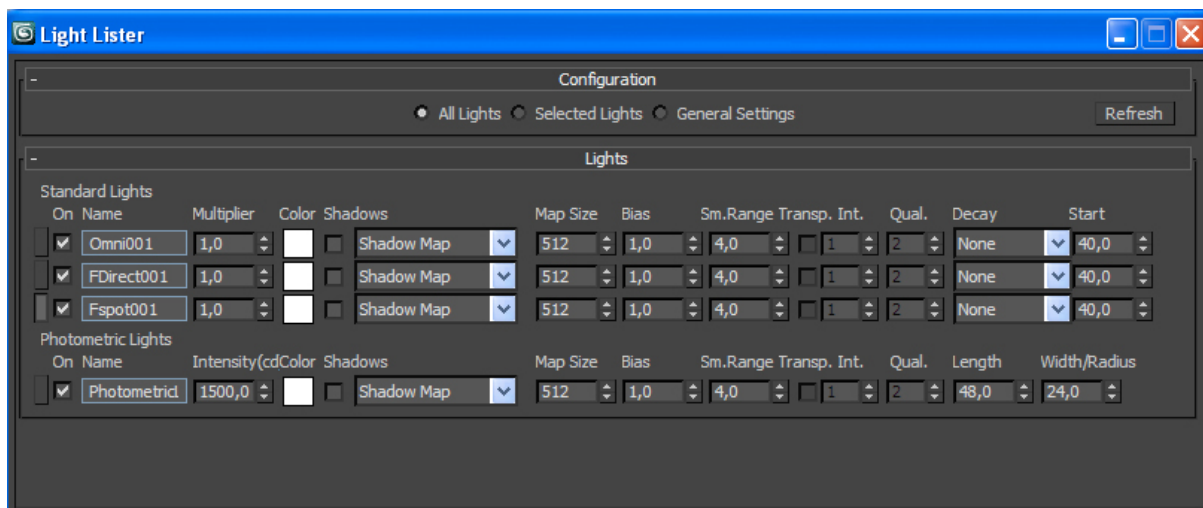 Light Lister
- Configuration
All Lights Selected Lights General Settings Refresh
- Lights
Standard Lights
On Name Multiplier Color Shadows Map Size Bias Sm.Range Transp. Int. Qual. Decay Start
Omni001 1,0 Shadow Map 512 1,0 4,0 1 2 None 40,0
FDirect001 1,0 Shadow Map 512 1,0 4,0 1 2 None 40,0
Fspot001 1,0 Shadow Map 512 1,0 4,0 1 2 None 40,0
Photometric Lights
On Name Intensity(cd Color Shadows Map Size Bias Sm.Range Transp. Int. Qual. Length Width/Radius
PhotometricL 1500,0 Shadow Map 512 1,0 4,0 1 2 48,0 24,0